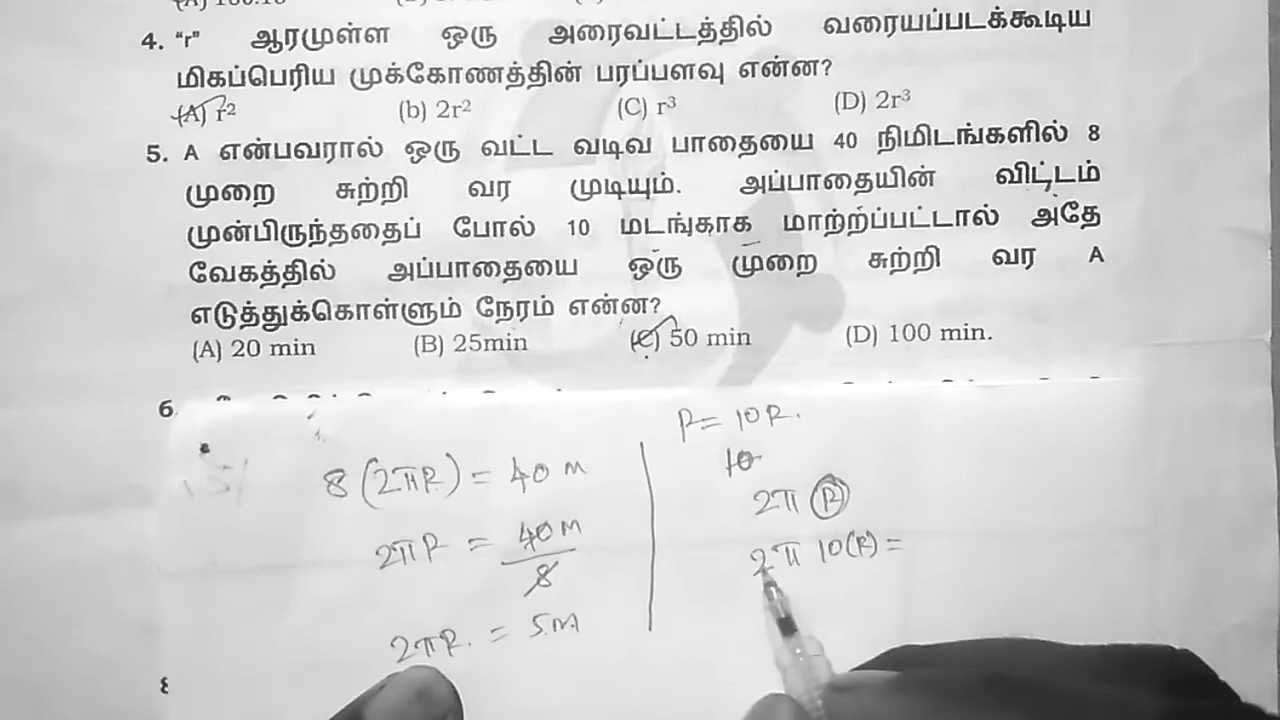 4. "r" ஆரமுள்ள ஒரு அரைவட்டத்தில் வரையப்படக்கூடிய
மிகப்பெரிய முக்கோணத்தின் பரப்பளவு என்ன?
(A) r² (b) 2r² (C) r³ (D) 2r³
5. A என்பவரால் ஒரு வட்ட வடிவ பாதையை 40 நிமிடங்களில் 8
முறை சுற்றி வர முடியும். அப்பாதையின் விட்டம்
முன்பிருந்ததைப் போல் 10 மடங்காக மாற்ற்ப்பட்டால் அதே
வேகத்தில் அப்பாதையை ஒரு முறை சுற்றி வர A
எடுத்துக்கொள்ளும் நேரம் என்ன?
(A) 20 min (B) 25min (C) 50 min (D) 100 min.
6
8(2πR) = 40 M
2πR = 40M/8
2πR. = 5M
R = 10R.
10
2π R
2π 10(R) =